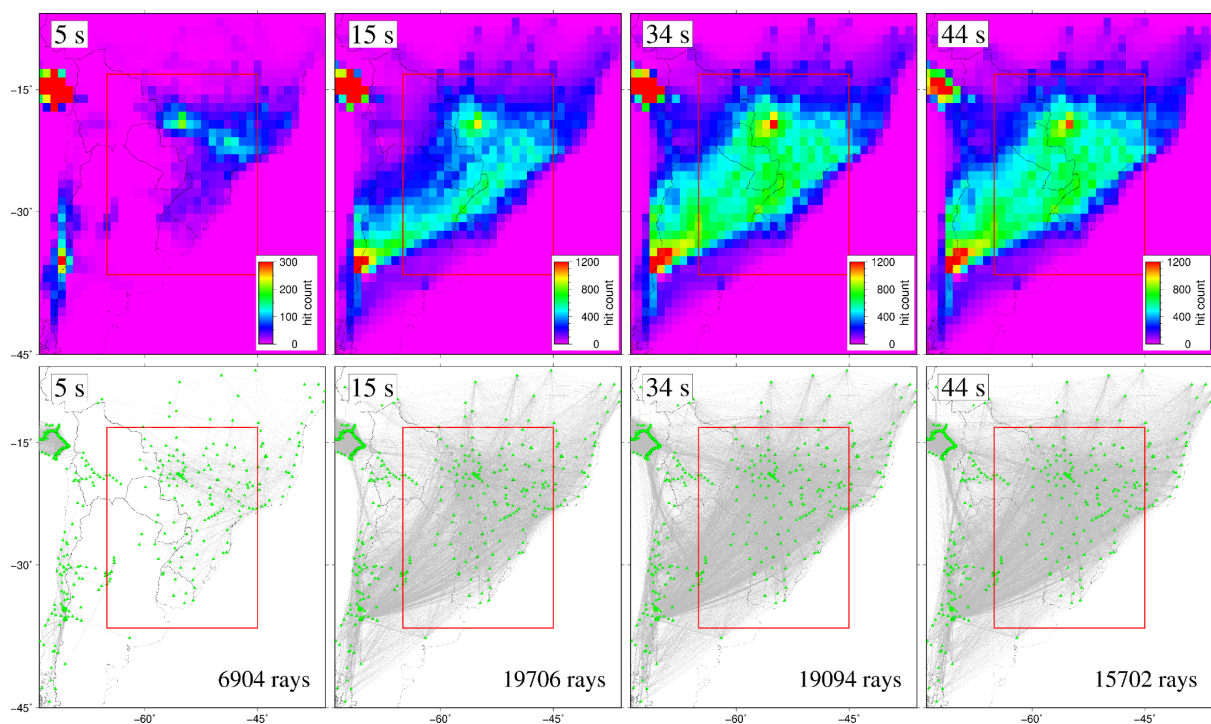 5 s
15 s
34 s
44 s
−15°
−30°
−45°
300
200
100
0
hit count
1200
800
400
0
hit count
1200
800
400
0
hit count
1200
800
400
0
hit count
5 s
15 s
34 s
44 s
−15°
−30°
−45°
6904 rays
19706 rays
19094 rays
15702 rays
−60° −45°
−60° −45°
−60° −45°
−60° −45°